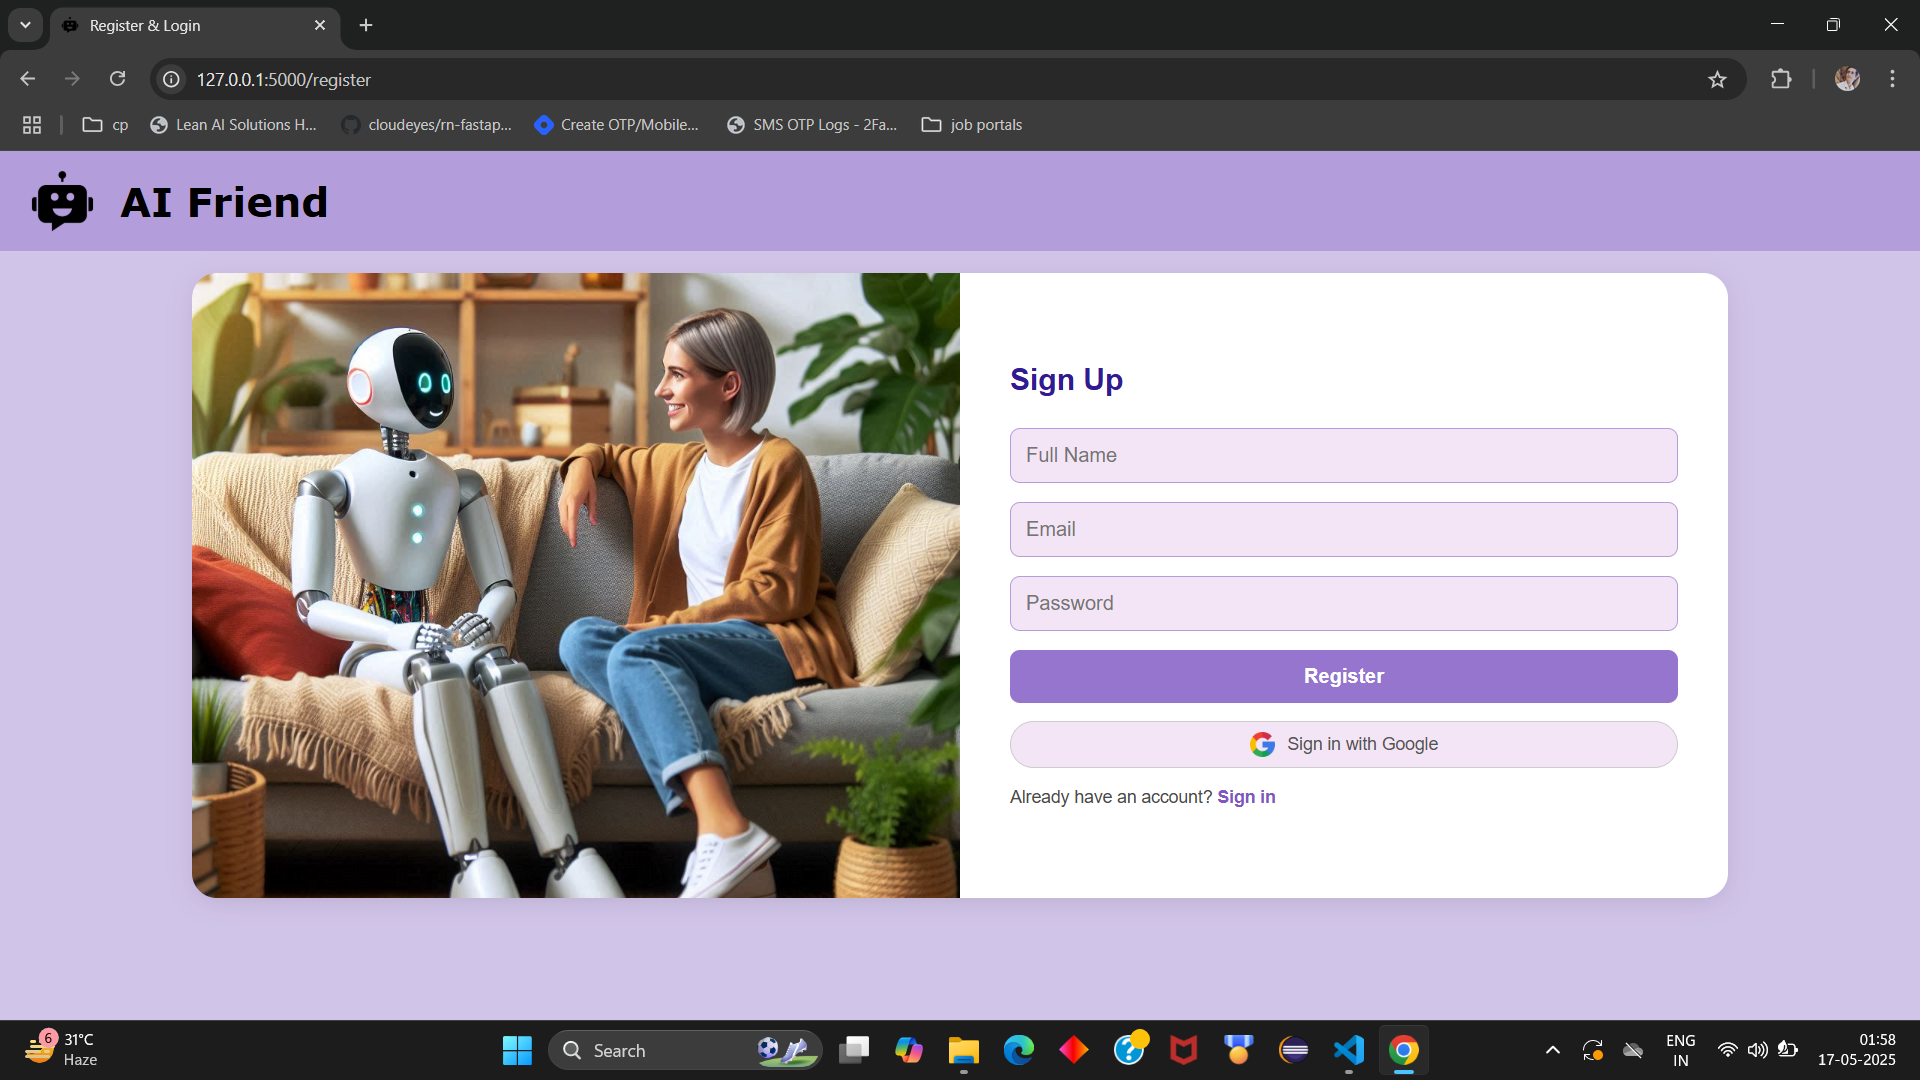 Register & Login
127.0.0.1:5000/register
cp
Lean AI Solutions H...
cloudeyes/rn-fastap...
Create OTP/Mobile...
SMS OTP Logs - 2Fa...
job portals
AI Friend
Sign Up
Full Name
Email
Password
Register
Sign in with Google
Already have an account? Sign in
6
31°C
Haze
Search
ENG
IN
01:58
17-05-2025